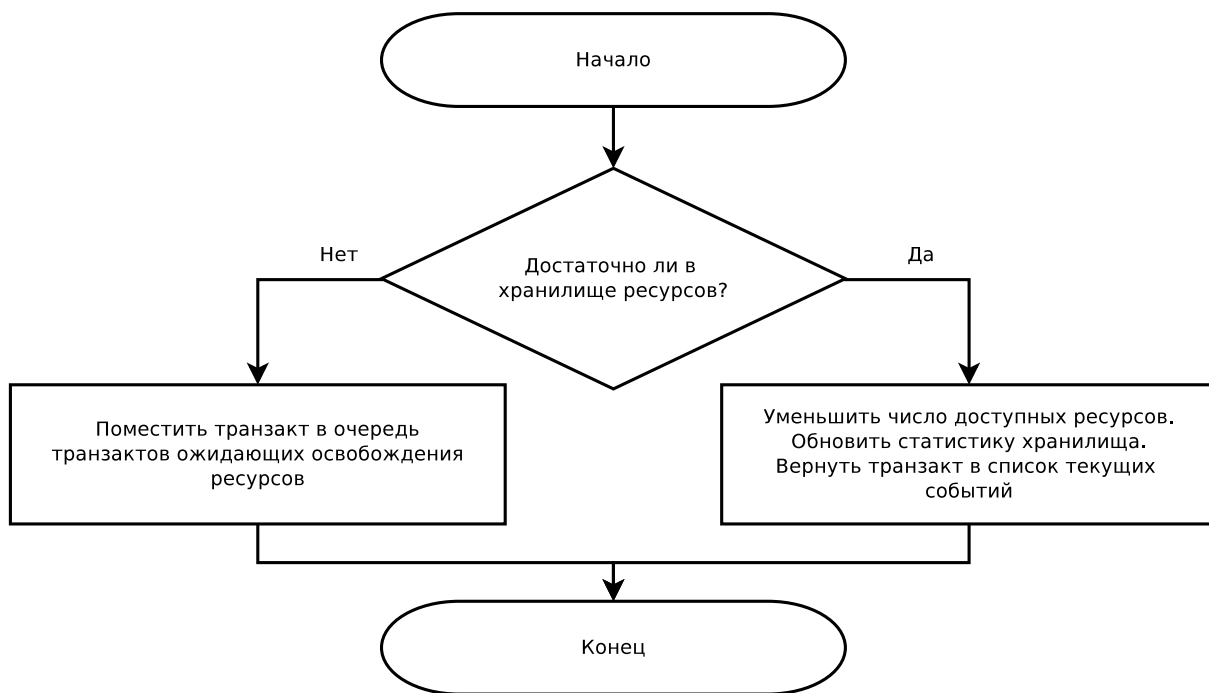 Начало
Нет
Да
Достаточно ли в
хранилище ресурсов?
Поместить транзакт в очередь
транзактов ожидающих освобождения
ресурсов
Уменьшить число доступных ресурсов.
Обновить статистику хранилища.
Вернуть транзакт в список текущих
событий
Конец